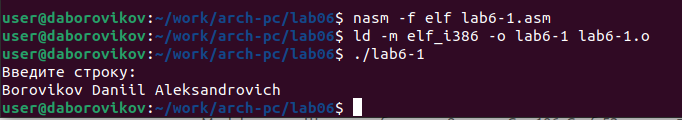 user@daborovikov:~/work/arch-pc/lab06$ nasm -f elf lab6-1.asm
user@daborovikov:~/work/arch-pc/lab06$ ld -m elf_i386 -o lab6-1 lab6-1.o
user@daborovikov:~/work/arch-pc/lab06$ ./lab6-1
Введите строку:
Borovikov Daniil Aleksandrovich
user@daborovikov:~/work/arch-pc/lab06$